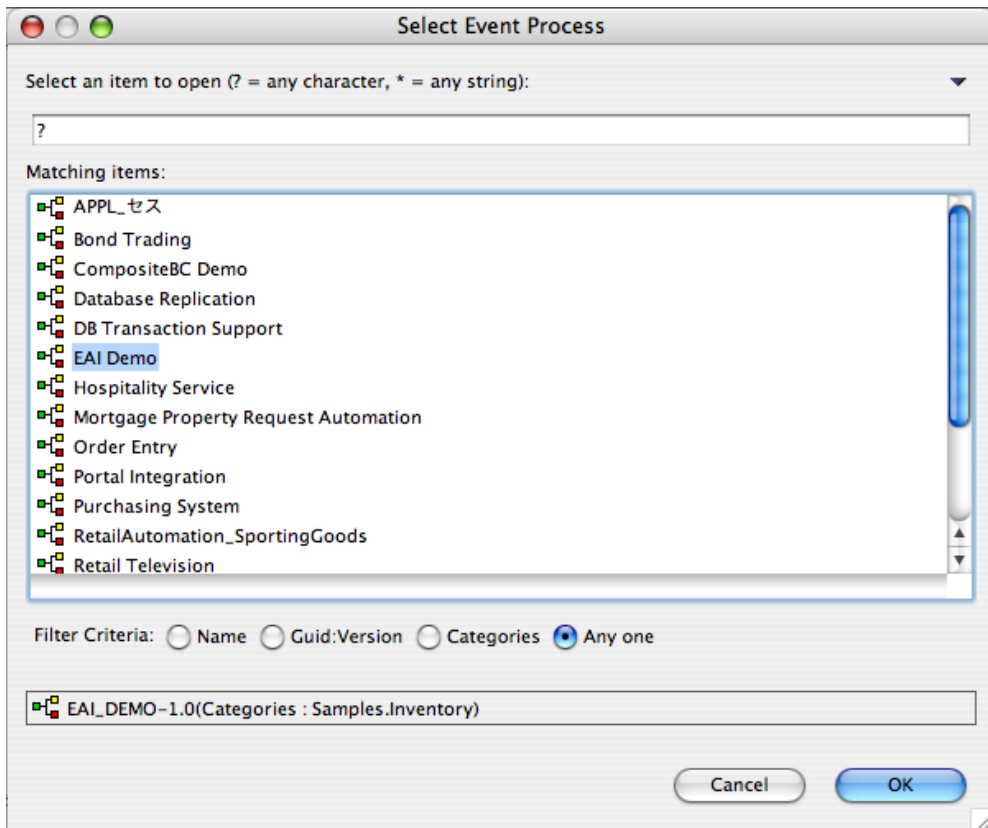 Select Event Process
Select an item to open (? = any character, * = any string):
?
Matching items:
APPL_セス
Bond Trading
CompositeBC Demo
Database Replication
DB Transaction Support
EAI Demo
Hospitality Service
Mortgage Property Request Automation
Order Entry
Portal Integration
Purchasing System
RetailAutomation_SportingGoods
Retail Television
Filter Criteria: Name Guid:Version Categories Any one
EAI_DEMO-1.0(Categories : Samples.Inventory)
Cancel OK